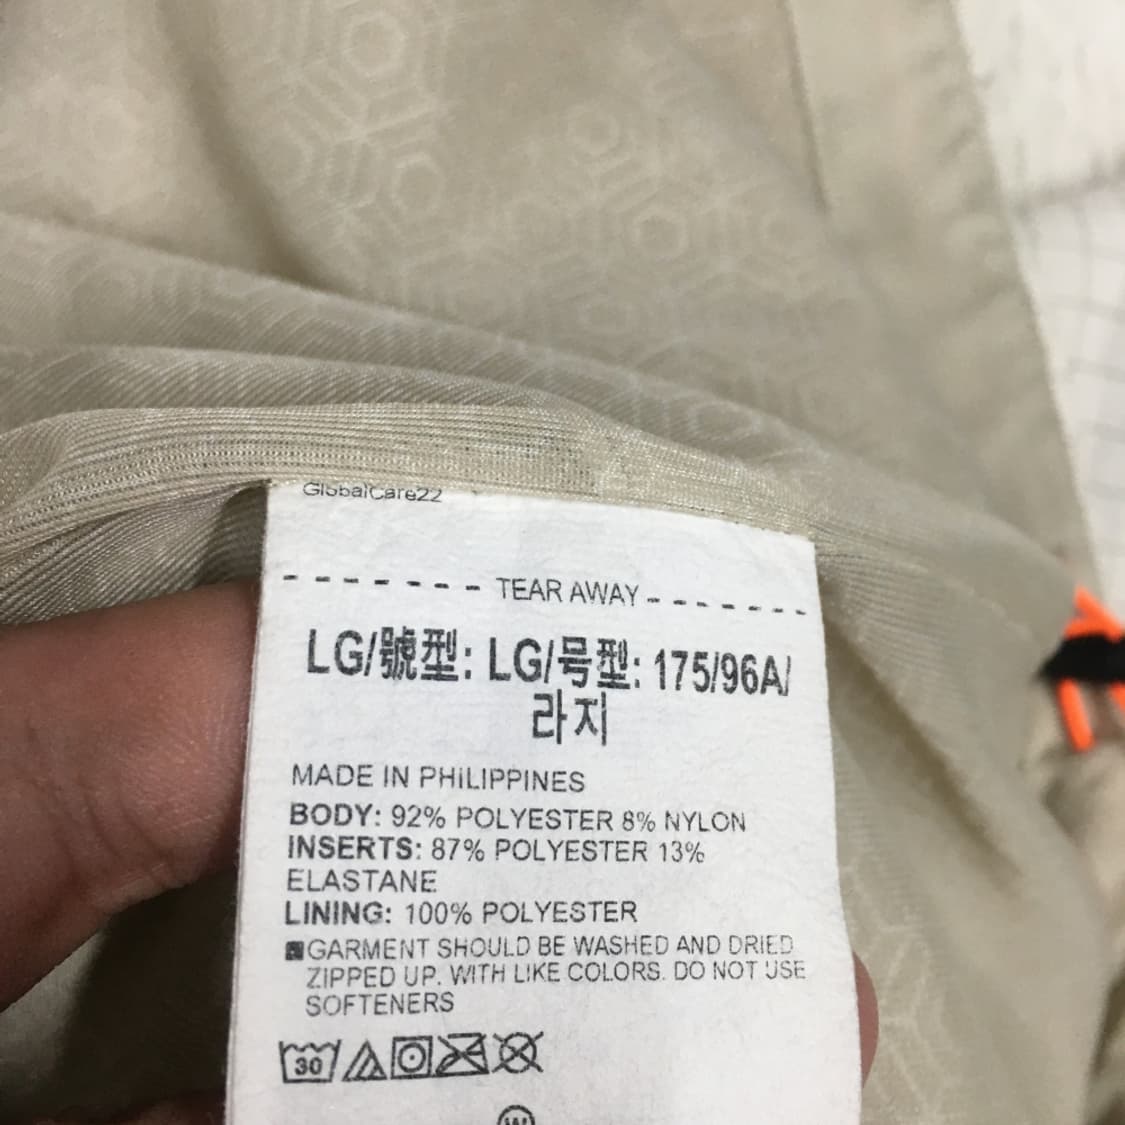 GlobalCare22
- - - - - - - TEAR AWAY - - - - - - -
LG/號型: LG/号型: 175/96A/
라지
MADE IN PHILIPPINES
BODY: 92% POLYESTER 8% NYLON
INSERTS: 87% POLYESTER 13%
ELASTANE
LINING: 100% POLYESTER
■GARMENT SHOULD BE WASHED AND DRIED
ZIPPED UP. WITH LIKE COLORS. DO NOT USE
SOFTENERS
30
W